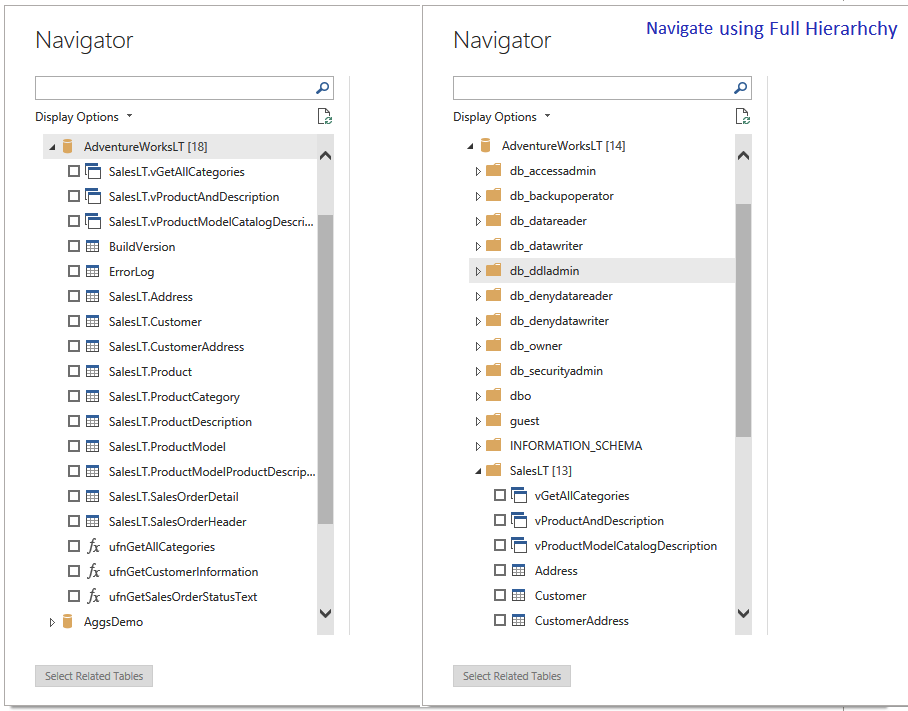 Navigator
Display Options
AdventureWorksLT [18]
SalesLT.vGetAllCategories
SalesLT.vProductAndDescription
SalesLT.vProductModelCatalogDescri...
BuildVersion
ErrorLog
SalesLT.Address
SalesLT.Customer
SalesLT.CustomerAddress
SalesLT.Product
SalesLT.ProductCategory
SalesLT.ProductDescription
SalesLT.ProductModel
SalesLT.ProductModelProductDescrip...
SalesLT.SalesOrderDetail
SalesLT.SalesOrderHeader
fx ufnGetAllCategories
fx ufnGetCustomerInformation
fx ufnGetSalesOrderStatusText
AggsDemo
Select Related Tables
Navigate using Full Hierarhchy
Navigator
Display Options
AdventureWorksLT [14]
db_accessadmin
db_backupoperator
db_datareader
db_datawriter
db_ddladmin
db_denydatareader
db_denydatawriter
db_owner
db_securityadmin
dbo
guest
INFORMATION_SCHEMA
SalesLT [13]
vGetAllCategories
vProductAndDescription
vProductModelCatalogDescription
Address
Customer
CustomerAddress
Select Related Tables